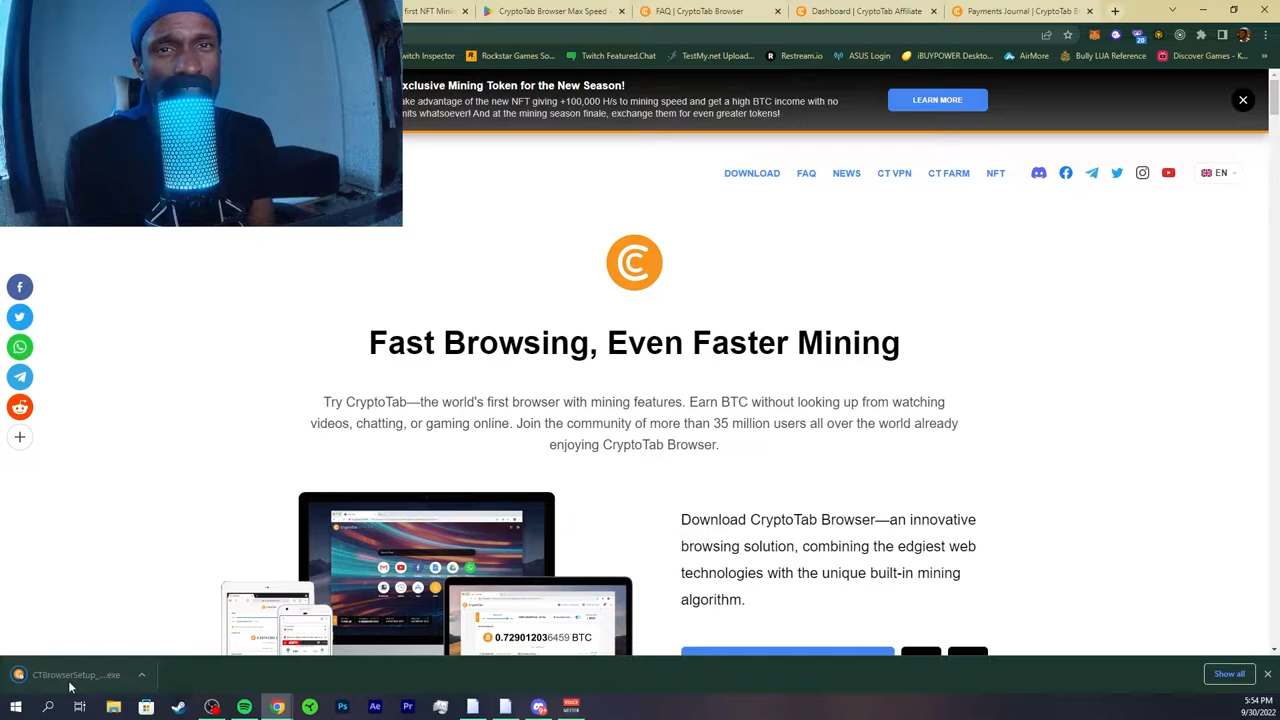 first NFT Mini
CryptoTab Browser Max Speed -
FAQ | CryptoTab Browser
Dashboard | CryptoTab Affiliate
Payments Journal | CryptoTab Br
witch Inspector
Rockstar Games So...
Twitch Featured.Chat
TestMy.net Upload...
Restream.io
ASUS Login
iBUYPOWER Deskto...
AirMore
Bully LUA Reference
Discover Games - K...
xclusive Mining Token for the New Season!
ake advantage of the new NFT giving +100,000 H/s to mining speed and get a high BTC income with no
mits whatsoever! And at the mining season finale, exchange them for even greater tokens!
LEARN MORE
DOWNLOAD
FAQ
NEWS
CT VPN
CT FARM
NFT
EN
Fast Browsing, Even Faster Mining
Try CryptoTab—the world's first browser with mining features. Earn BTC without looking up from watching
videos, chatting, or gaming online. Join the community of more than 35 million users all over the world already
enjoying CryptoTab Browser.
Download CryptoTab Browser—an innovative
browsing solution, combining the edgiest web
technologies with the unique built-in mining
algorithm.
0.729012036459 BTC
CTBrowserSetup_...exe
Show all
5:54 PM
9/30/2022